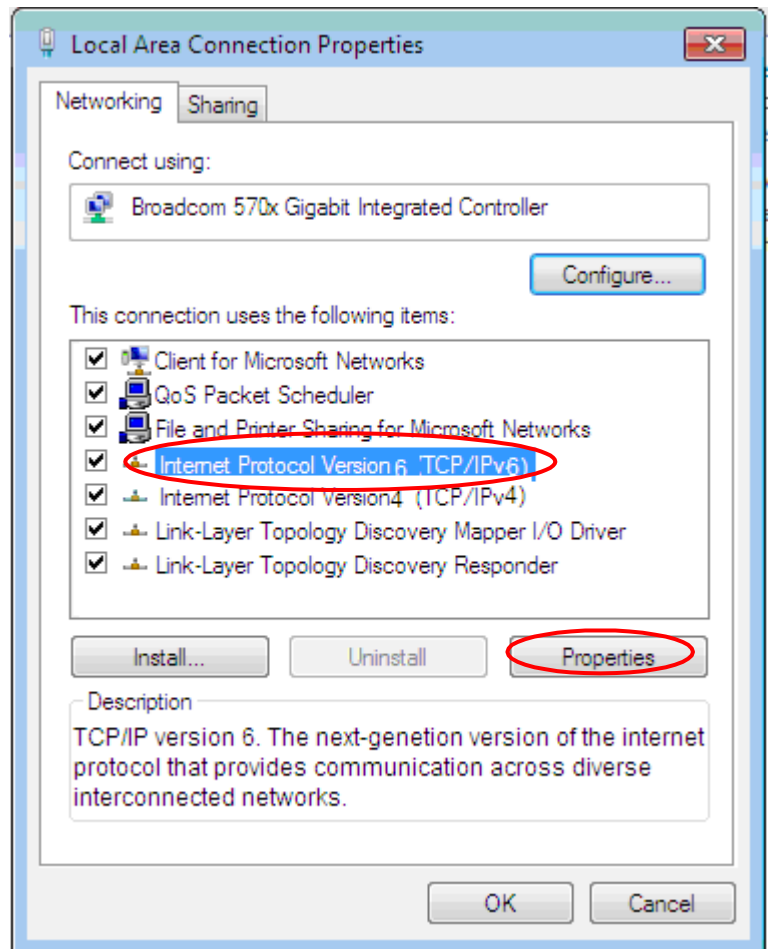 Local Area Connection Properties
Networking Sharing
Connect using:
Broadcom 570x Gigabit Integrated Controller
Configure...
This connection uses the following items:
Client for Microsoft Networks
QoS Packet Scheduler
File and Printer Sharing for Microsoft Networks
Internet Protocol Version 6 (TCP/IPv6)
Internet Protocol Version4 (TCP/IPv4)
Link-Layer Topology Discovery Mapper I/O Driver
Link-Layer Topology Discovery Responder
Install... Uninstall Properties
Description
TCP/IP version 6. The next-genetion version of the internet
protocol that provides communication across diverse
interconnected networks.
OK Cancel